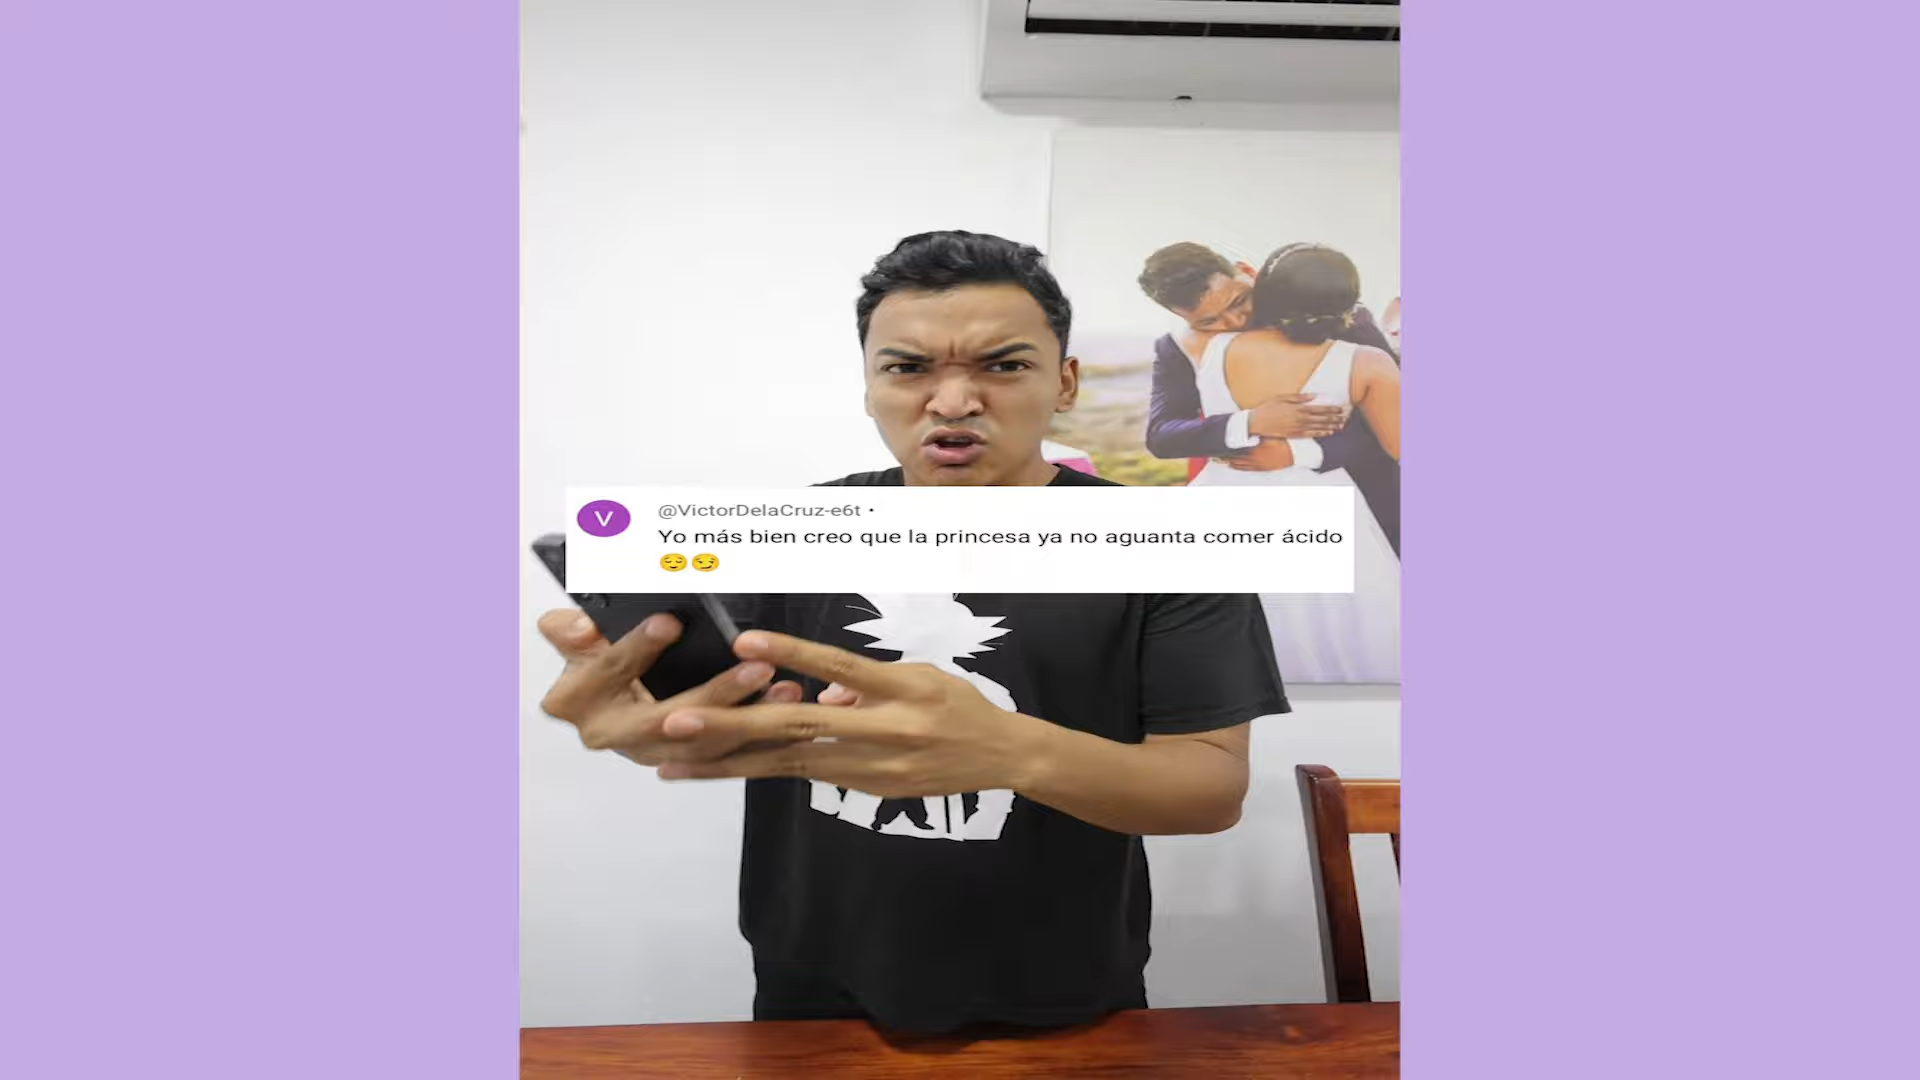 V
@VictorDelaCruz-e6t •
Yo más bien creo que la princesa ya no aguanta comer ácido
😌😏